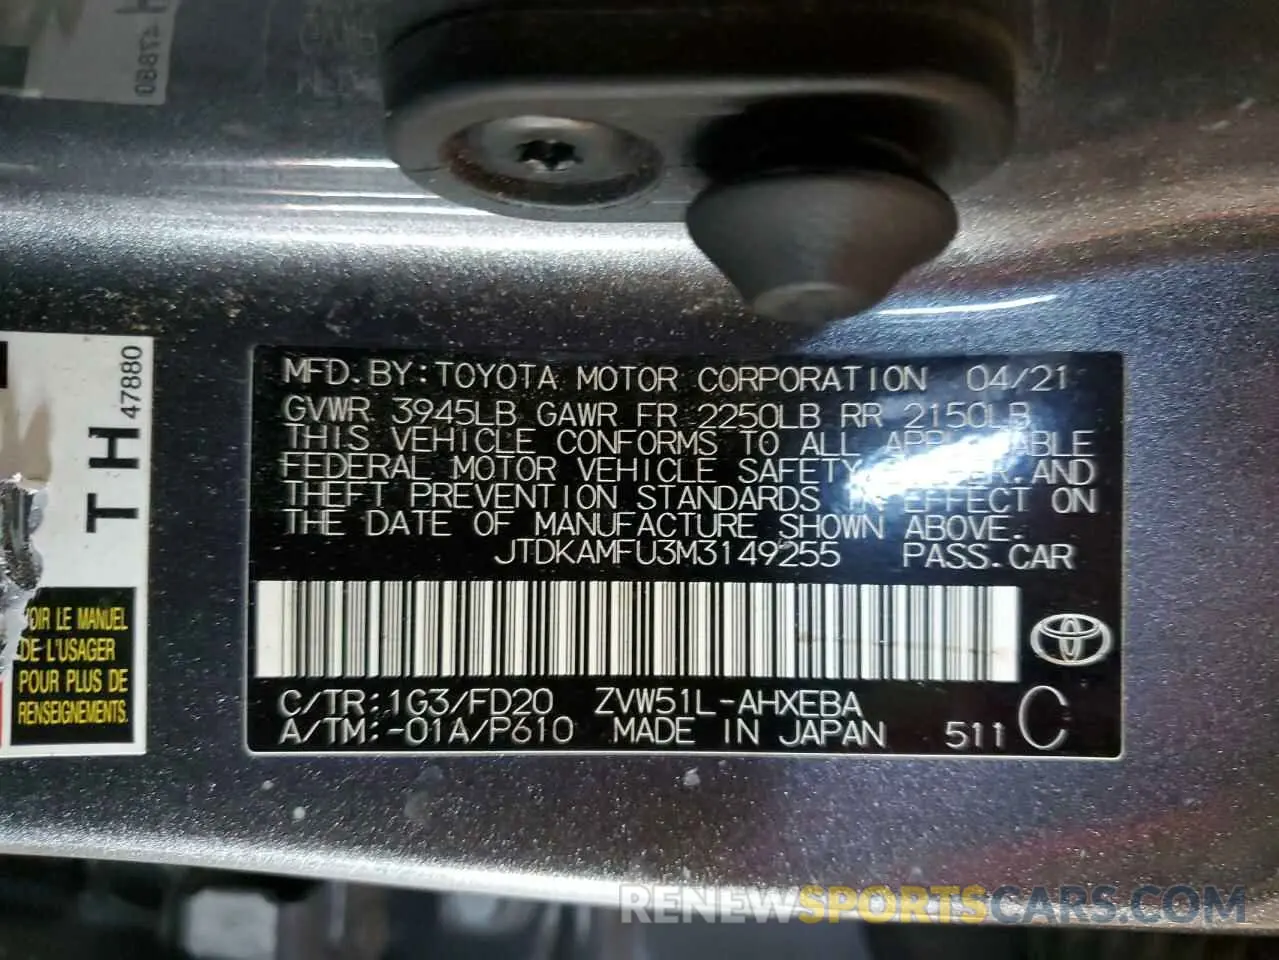 47880
TH
47880
VOIR LE MANUEL
DE L'USAGER
POUR PLUS DE
RENSEIGNEMENTS.
MFD.BY:TOYOTA MOTOR CORPORATION 04/21
GVWR 3945LB GAWR FR 2250LB RR 2150LB
THIS VEHICLE CONFORMS TO ALL APPLICABLE
FEDERAL MOTOR VEHICLE SAFETY, BUMPER,AND
THEFT PREVENTION STANDARDS IN EFFECT ON
THE DATE OF MANUFACTURE SHOWN ABOVE.
JTDKAMFU3M3149255 PASS.CAR
C/TR:1G3/FD20 ZVW51L-AHXEBA
A/TM:-01A/P610 MADE IN JAPAN 511 C
RENEWSPORTSCARS.COM